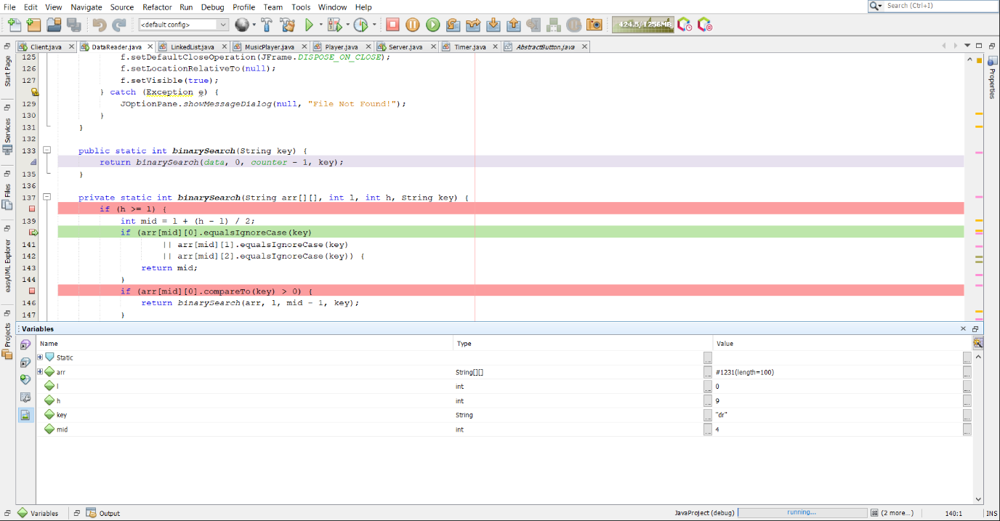 File Edit View Navigate Source Refactor Run Debug Profile Team Tools Window Help
Search (Ctrl+I)
<default config>
424.5/1256MB
Client.java DataReader.java LinkedList.java MusicPlayer.java Player.java Server.java Timer.java AbstractButton.java
Start Page
Services
Files
easyUML Explorer
Projects
Properties
125 f.setDefaultCloseOperation(JFrame.DISPOSE_ON_CLOSE);
126 f.setLocationRelativeTo(null);
127 f.setVisible(true);
} catch (Exception e) {
129 JOptionPane.showMessageDialog(null, "File Not Found!");
130 }
131 }
132
133 public static int binarySearch(String key) {
return binarySearch(data, 0, counter - 1, key);
135 }
136
137 private static int binarySearch(String arr[][], int l, int h, String key) {
if (h >= l) {
139 int mid = l + (h - l) / 2;
if (arr[mid][0].equalsIgnoreCase(key)
141 || arr[mid][1].equalsIgnoreCase(key)
142 || arr[mid][2].equalsIgnoreCase(key)) {
143 return mid;
144 }
if (arr[mid][0].compareTo(key) > 0) {
146 return binarySearch(arr, l, mid - 1, key);
147 }
Variables
Name Type Value
Static
arr String[][] #1231(length=100)
l int 0
h int 9
key String "dr"
mid int 4
Variables Output JavaProject (debug) running... (2 more...) 140:1 INS